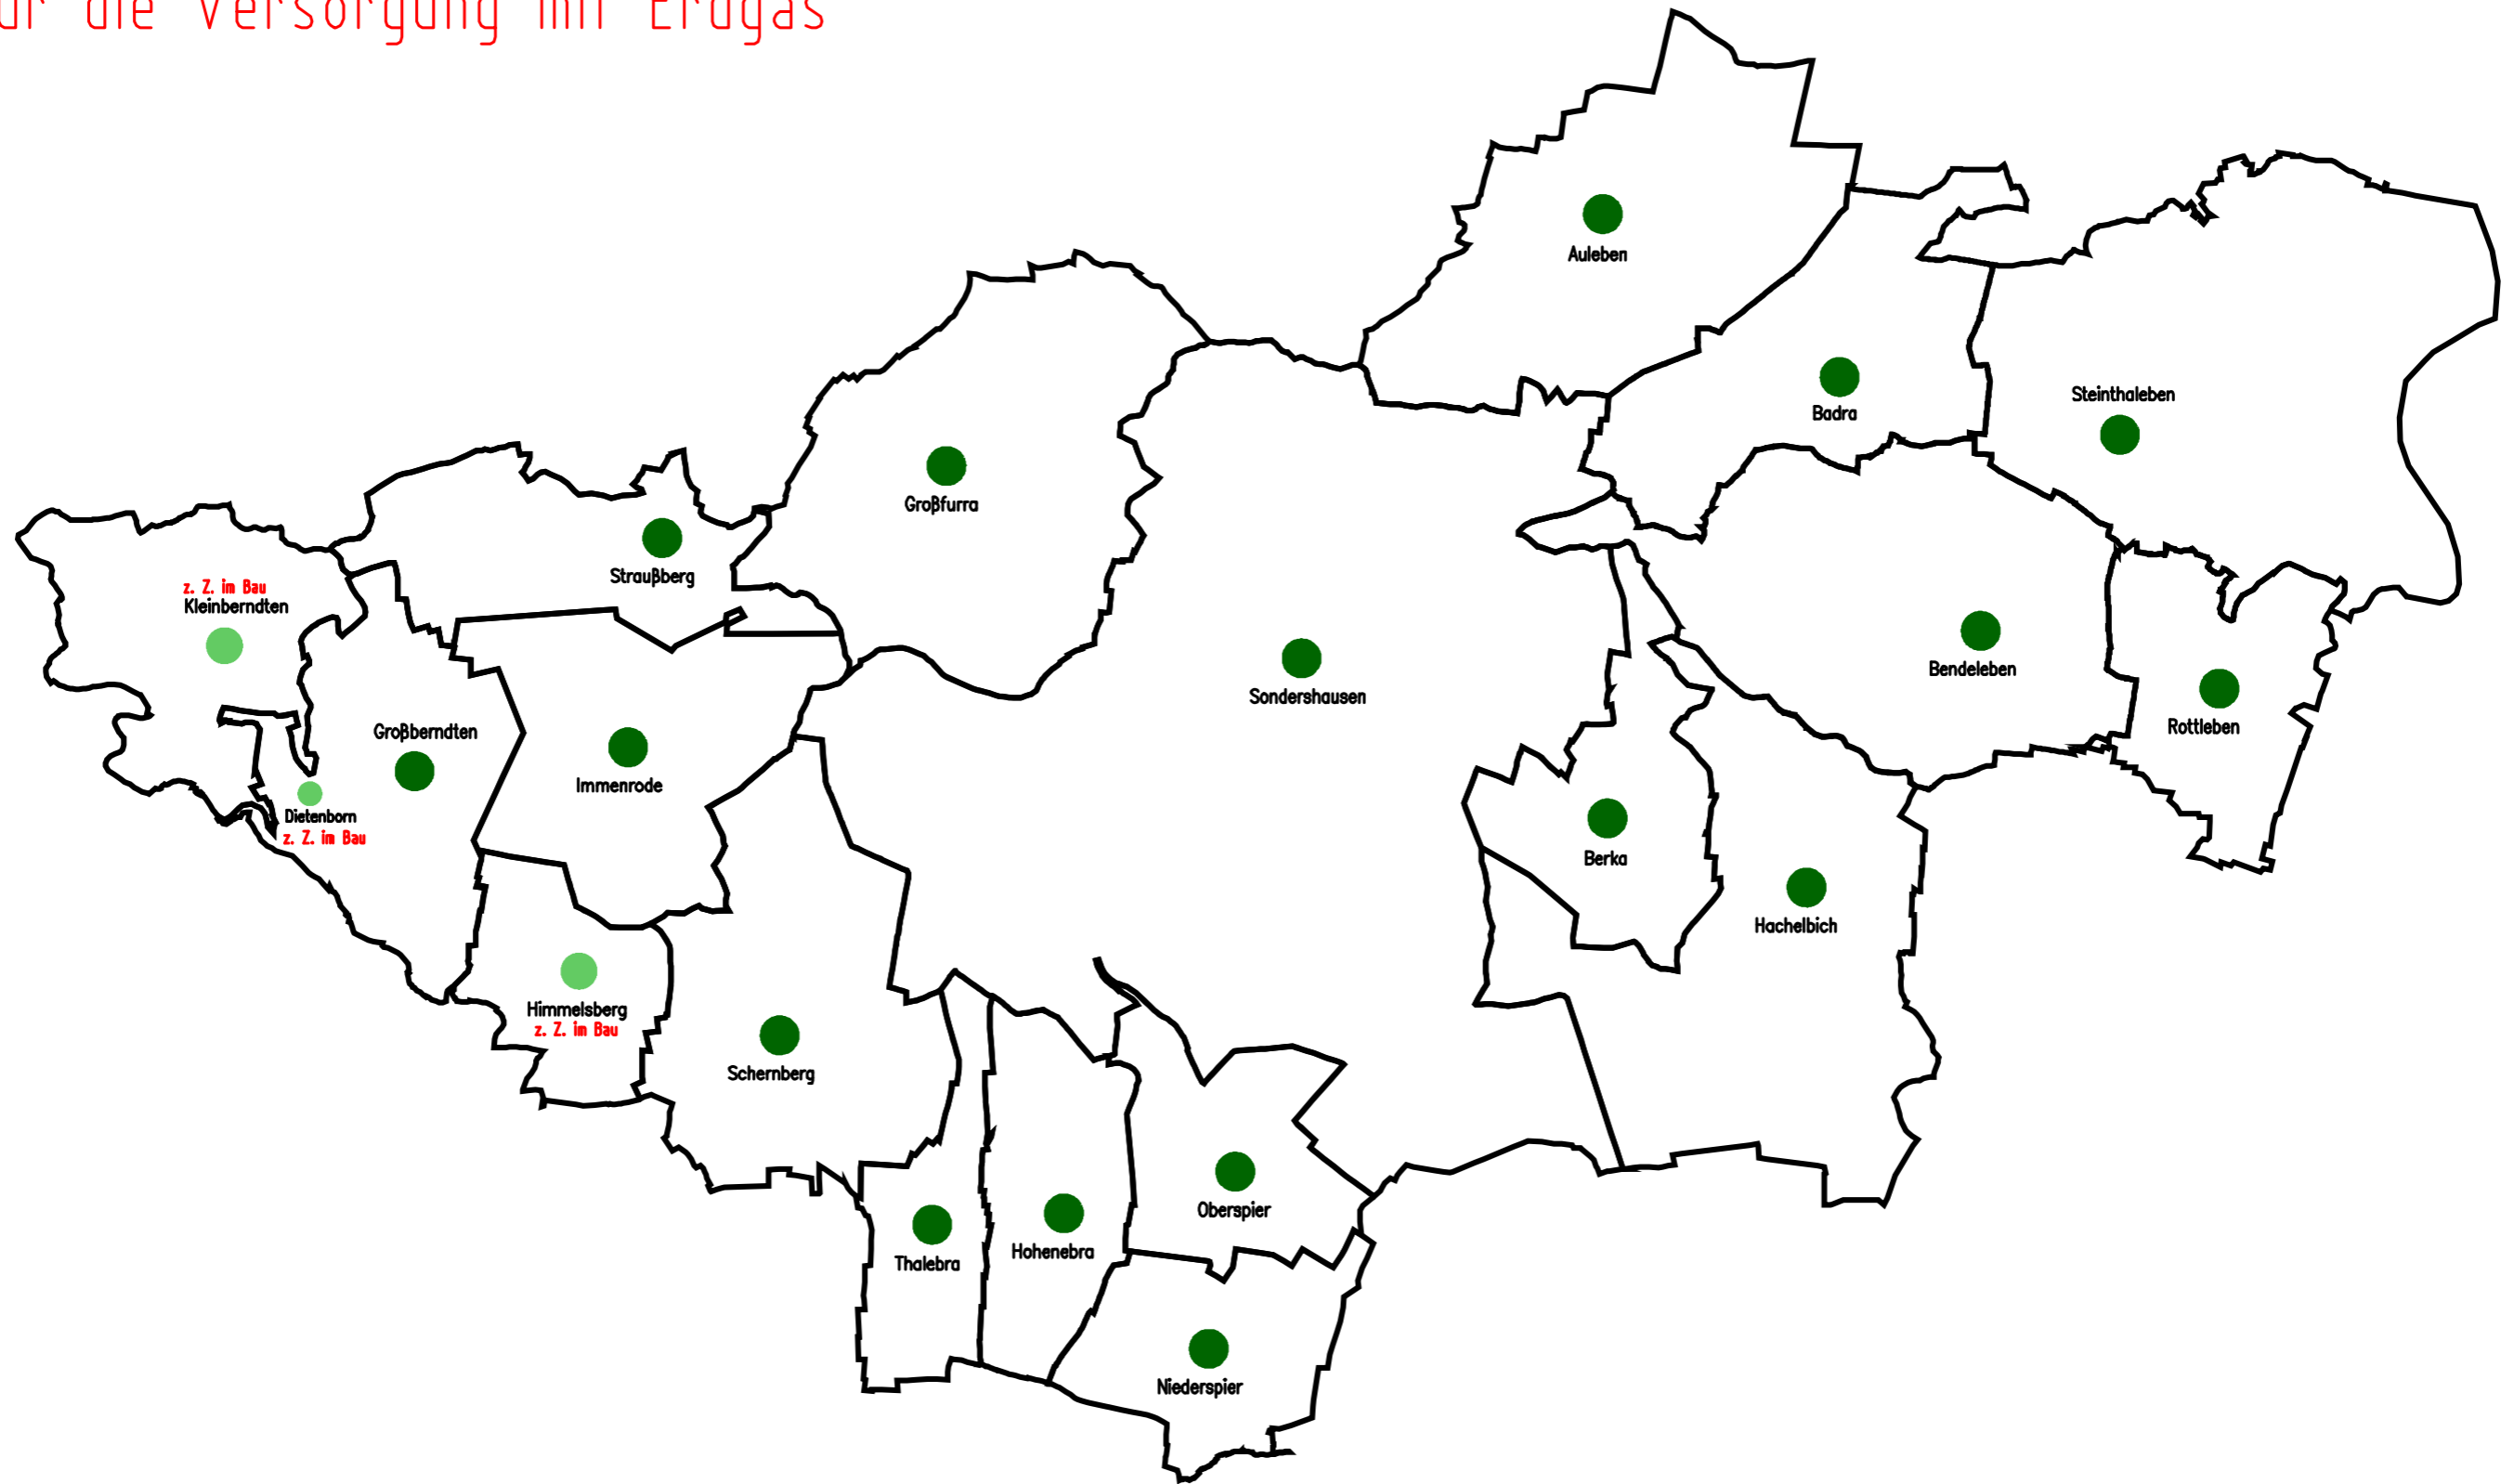 ur die Versorgung mit Erdgas
Auleben
Steinthaleben
Badra
Großfurra
Straußberg
z. Z. im Bau
Kleinberndten
Bendeleben
Sondershausen
Rottleben
Großberndten
Immenrode
Dietenborn
z. Z. im Bau
Berka
Hachelbich
Himmelsberg
z. Z. im Bau
Schernberg
Oberspier
Hohenebra
Thalebra
Niederspier